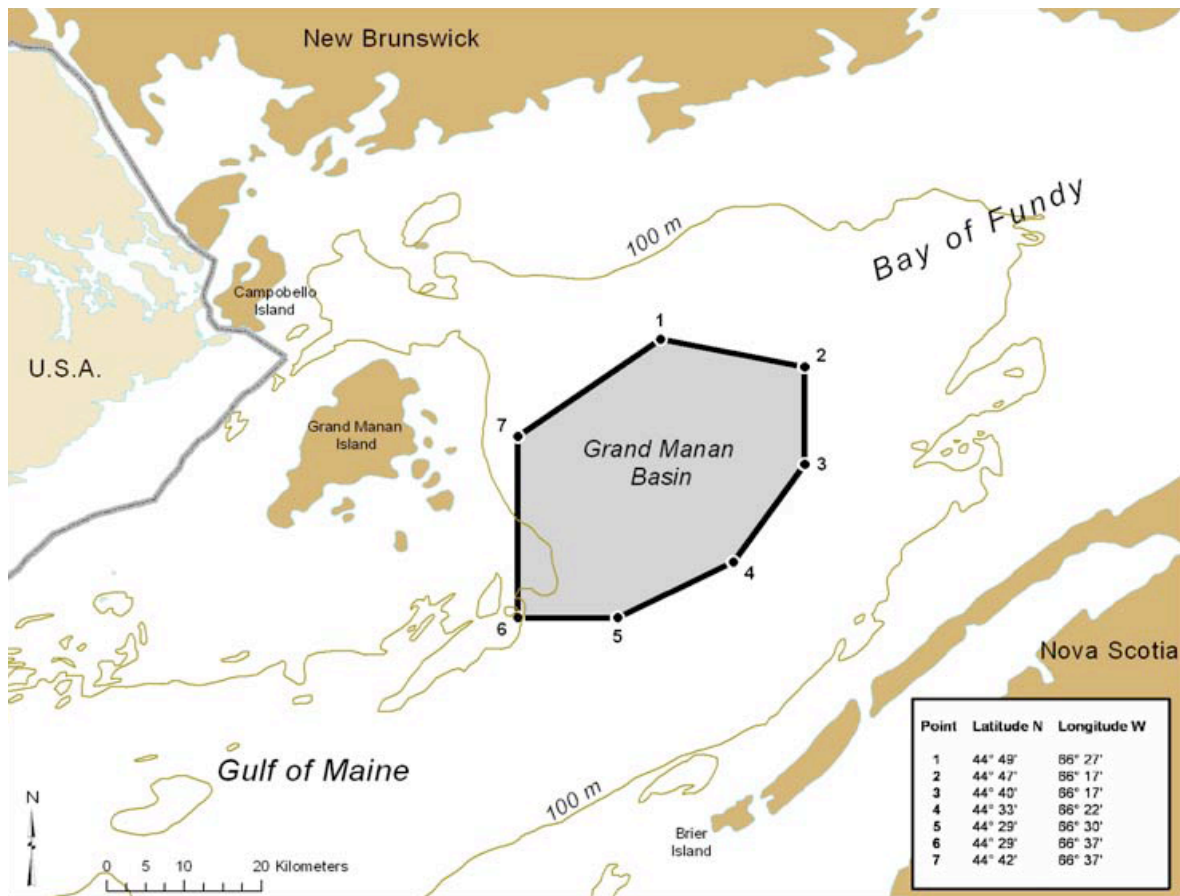 New Brunswick
Bay of Fundy
100 m
Campobello
Island
U.S.A.
1
2
7
Grand Manan
Island
Grand Manan
Basin
3
4
6
5
Nova Scotia
Gulf of Maine
100 m
Brier
Island
N
0 5 10 20 Kilometers
Point Latitude N Longitude W
1 44° 49' 66° 27'
2 44° 47' 66° 17'
3 44° 40' 66° 17'
4 44° 33' 66° 22'
5 44° 29' 66° 30'
6 44° 29' 66° 37'
7 44° 42' 66° 37'